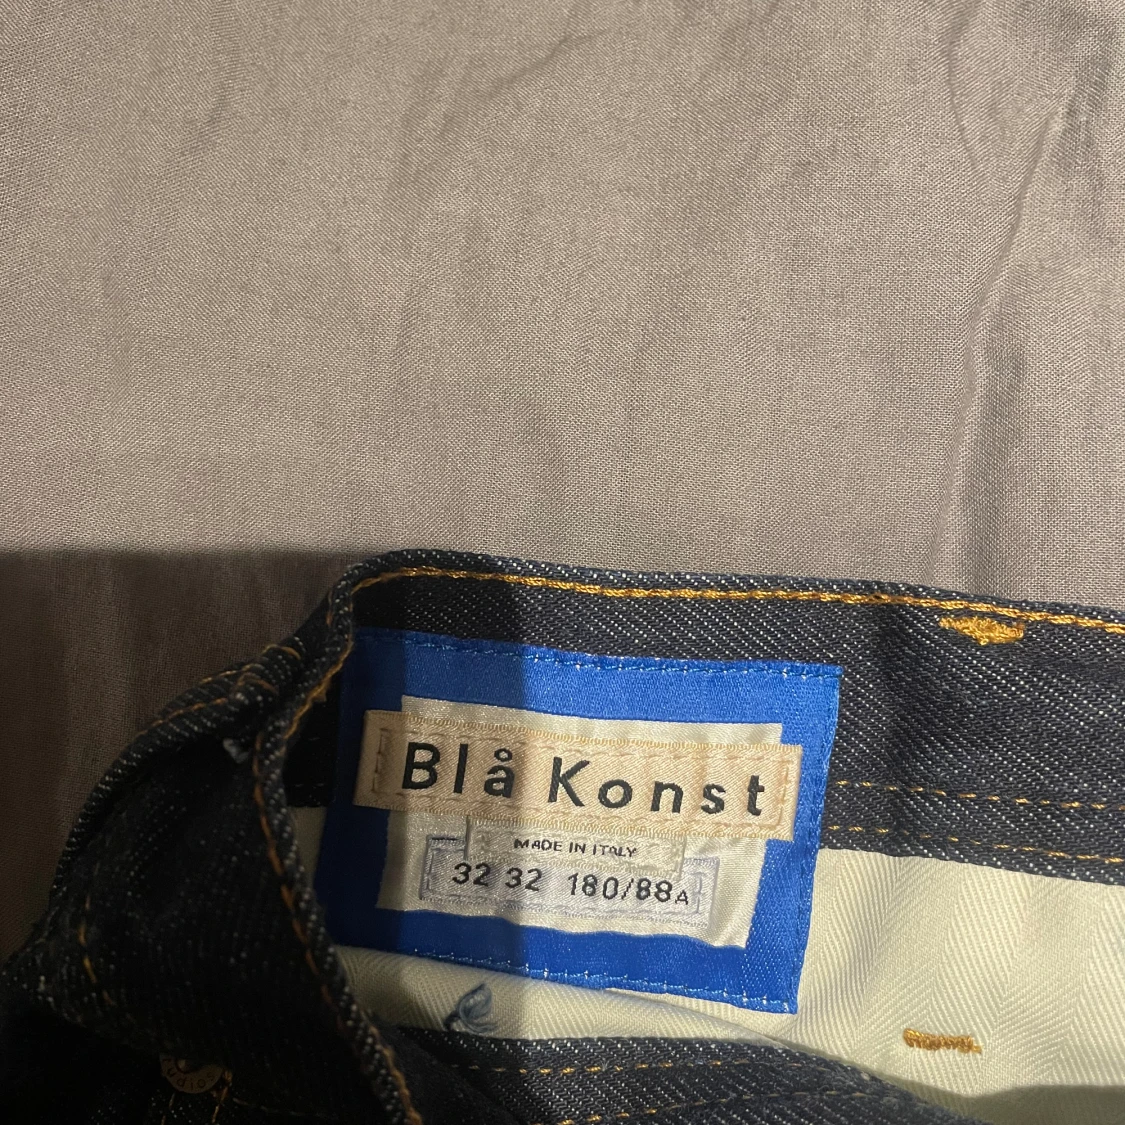 Blå Konst
MADE IN ITALY
32 32 180/88A